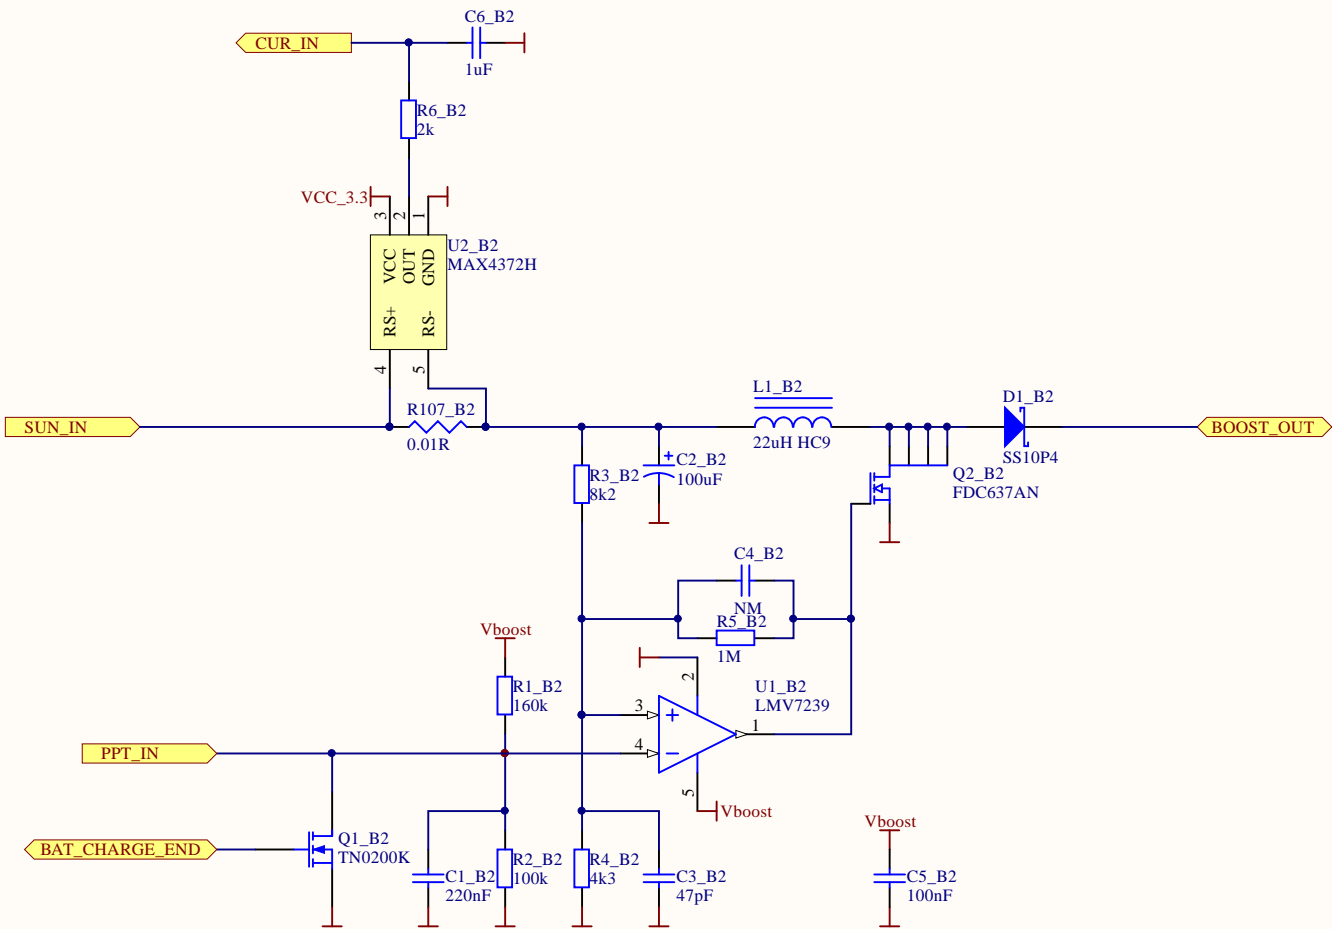 C6_B2
CUR_IN
1uF
R6_B2
2k
VCC_3.3
3
2
1
U2_B2
MAX4372H
VCC
OUT
GND
RS+
RS-
4
5
L1_B2
D1_B2
R107_B2
SUN_IN
BOOST_OUT
0.01R
22uH HC9
SS10P4
C2_B2
100uF
R3_B2
8k2
Q2_B2
FDC637AN
C4_B2
NM
R5_B2
1M
Vboost
2
R1_B2
160k
U1_B2
LMV7239
3
1
4
PPT_IN
5
Vboost
Vboost
Q1_B2
TN0200K
BAT_CHARGE_END
R2_B2
100k
R4_B2
4k3
C1_B2
220nF
C3_B2
47pF
C5_B2
100nF